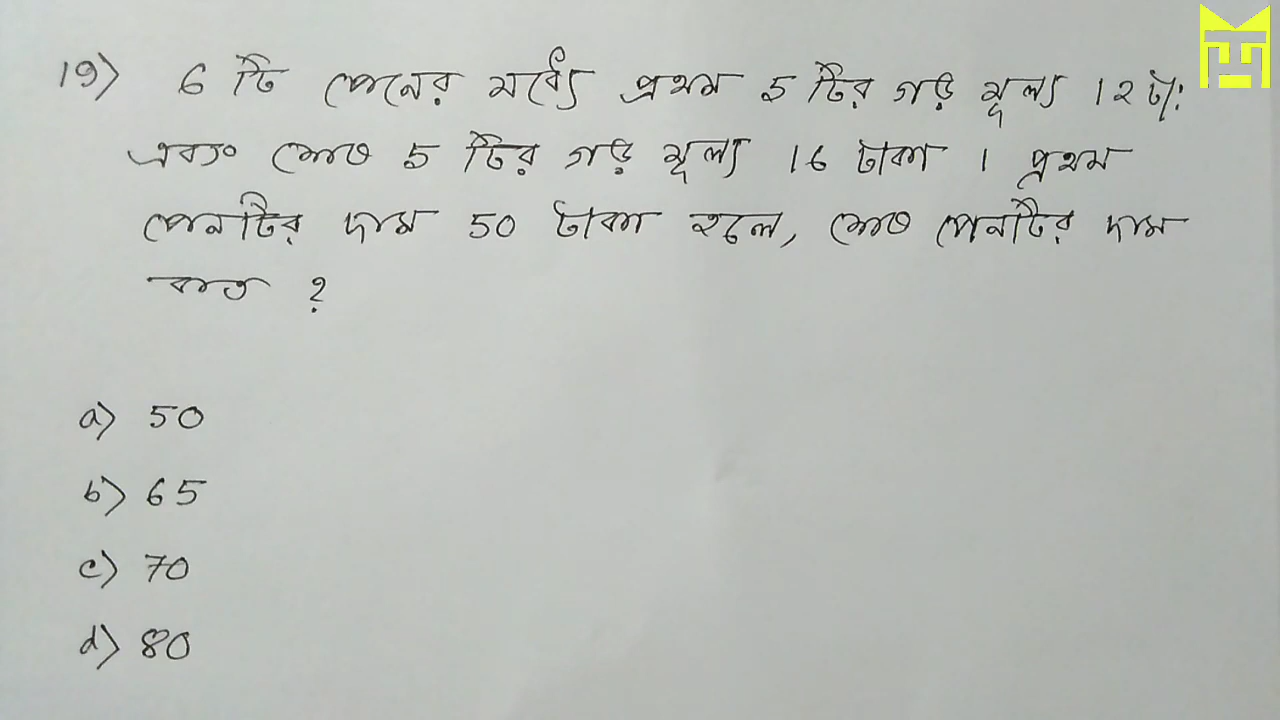 19) 6 টি পেনের মধ্যে প্রথম 5 টির গড় মূল্য 12 টা:
এবং শেষ 5 টির গড় মূল্য 16 টাকা । প্রথম
পেনটির দাম 50 টাকা হলে, শেষ পেনটির দাম
কত ?
a) 50
b) 65
c) 70
d) 80